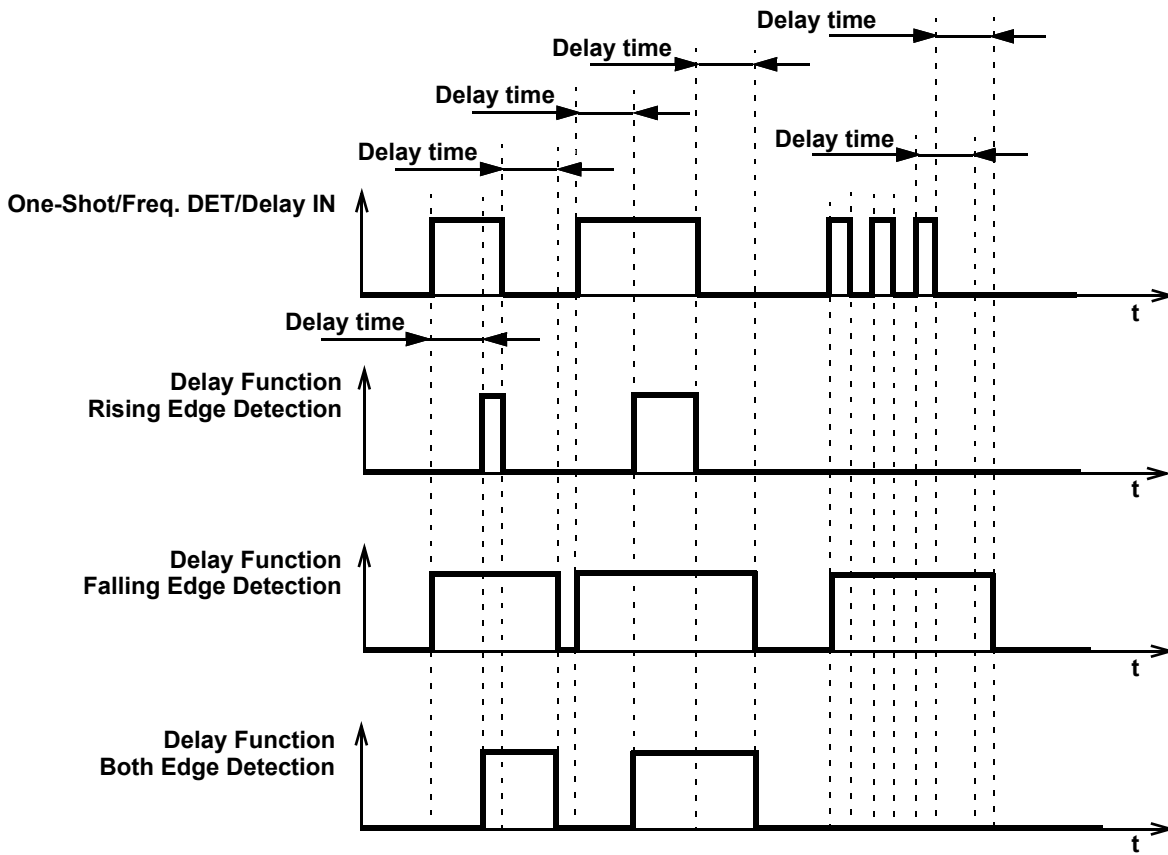 Delay time
Delay time
Delay time
Delay time
Delay time
One-Shot/Freq. DET/Delay IN
t
Delay time
Delay Function
Rising Edge Detection
t
Delay Function
Falling Edge Detection
t
Delay Function
Both Edge Detection
t